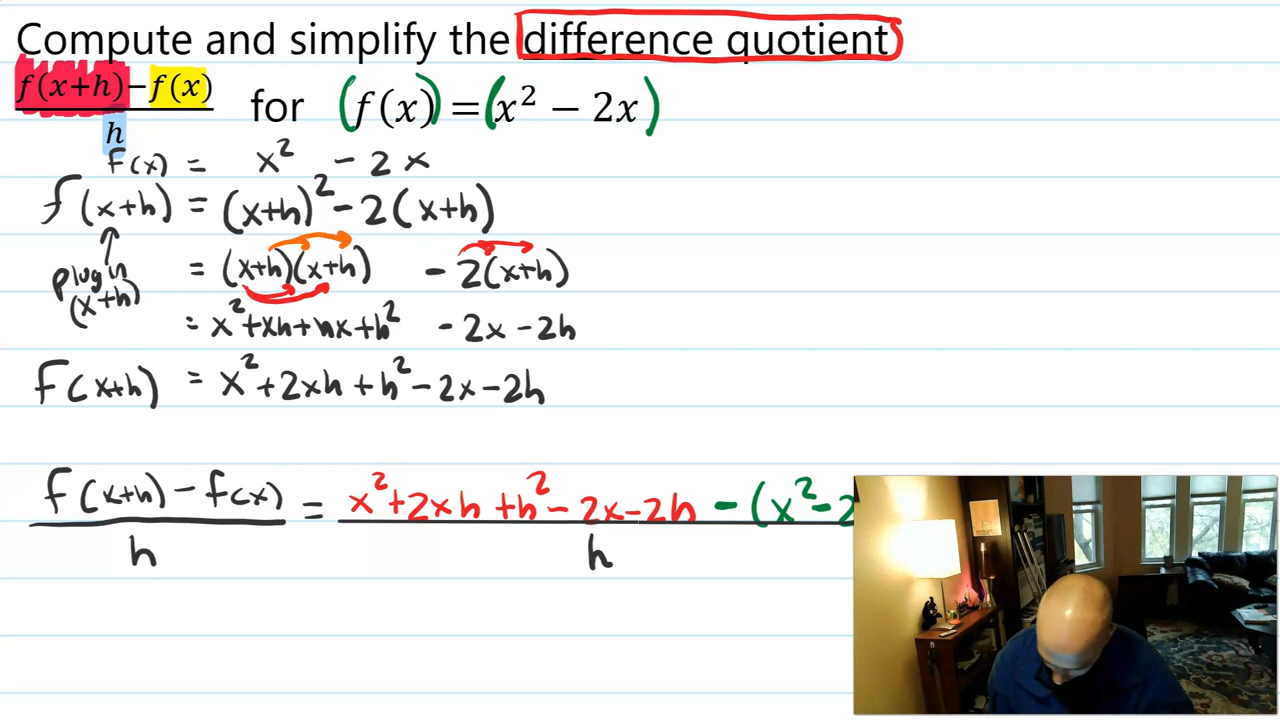 Compute and simplify the difference quotient
f(x+h)−f(x)
h
for (f(x)) = (x² − 2x)
f(x) = x² - 2x
f(x+h) = (x+h)² - 2(x+h)
plug in
(x+h)
= (x+h)(x+h) - 2(x+h)
= x² + xh + hx + h² - 2x - 2h
f(x+h) = x² + 2xh + h² - 2x - 2h
f(x+h) - f(x) = x² + 2xh + h² - 2x - 2h - (x² - 2
h h